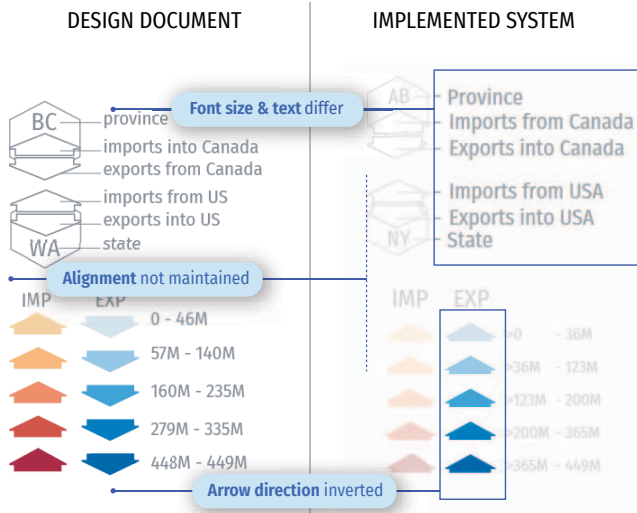 DESIGN DOCUMENT
IMPLEMENTED SYSTEM
Font size & text differ
BC
province
imports into Canada
exports from Canada
imports from US
exports into US
WA
state
AB
Province
Imports from Canada
Exports into Canada
Imports from USA
Exports into USA
NY
State
Alignment not maintained
IMP EXP
0 - 46M
57M - 140M
160M - 235M
279M - 335M
448M - 449M
IMP EXP
>0 - 36M
>36M - 123M
>123M - 200M
>200M - 365M
>365M - 449M
Arrow direction inverted